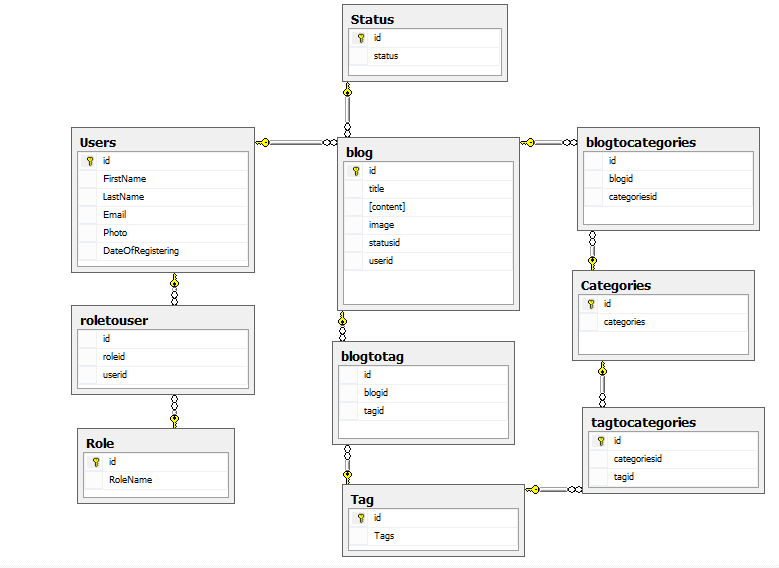 Status
id
status
Users
id
FirstName
LastName
Email
Photo
DateOfRegistering
blog
id
title
[content]
image
statusid
userid
blogtocategories
id
blogid
categoriesid
Categories
id
categories
roletouser
id
roleid
userid
blogtotag
id
blogid
tagid
tagtocategories
id
categoriesid
tagid
Role
id
RoleName
Tag
id
Tags